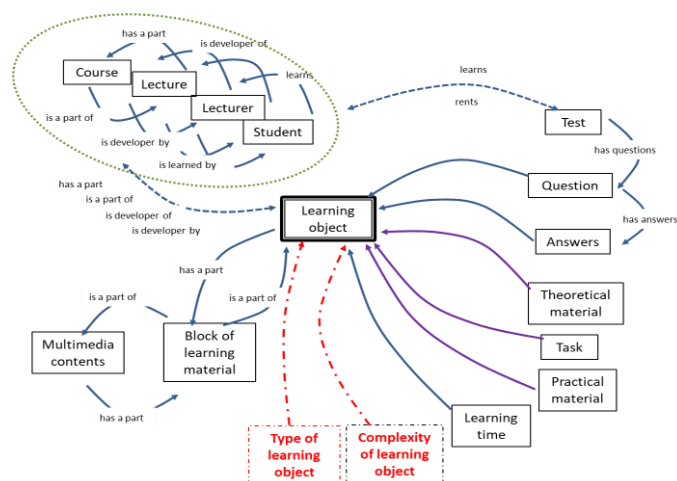 has a part
is developer of
Course
Lecture
learns
Lecturer
is a part of
Student
is developer by
is learned by
learns
rents
Test
has questions
has a part
is a part of
is developer of
is developer by
Learning
object
Question
has answers
Answers
has a part
is a part of
Theoretical
material
is a part of
Multimedia
contents
Block of
learning
material
Task
Practical
material
has a part
Learning
time
Type of
learning
object
Complexity
of learning
object